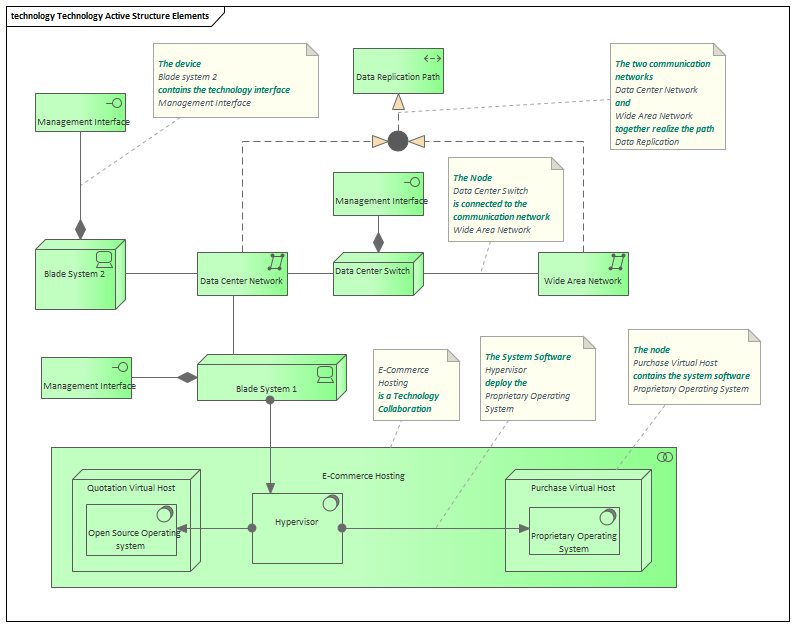 technology Technology Active Structure Elements
The device
Blade system 2
contains the technology interface
Management Interface
Data Replication Path
The two communication
networks
Data Center Network
and
Wide Area Network
together realize the path
Data Replication
Management Interface
Management Interface
The Node
Data Center Switch
is connected to the
communication network
Wide Area Network
Blade System 2
Data Center Network
Data Center Switch
Wide Area Network
Management Interface
Blade System 1
E-Commerce
Hosting
is a Technology
Collaboration
The System Software
Hypervisor
deploy the
Proprietary Operating
System
The node
Purchase Virtual Host
contains the system software
Proprietary Operating System
E-Commerce Hosting
Quotation Virtual Host
Open Source Operating
system
Hypervisor
Purchase Virtual Host
Proprietary Operating
System